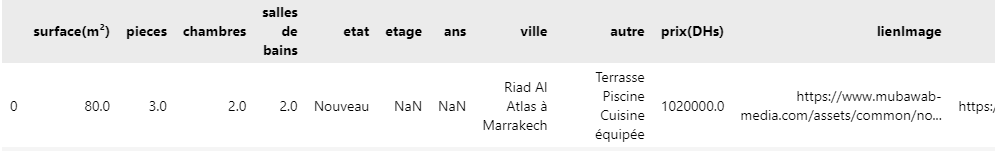 surface(m²) pieces chambres salles de bains etat etage ans ville autre prix(DHs) lienImage
0 80.0 3.0 2.0 2.0 Nouveau NaN NaN Riad Al Atlas à Marrakech Terrasse Piscine Cuisine équipée 1020000.0 https://www.mubawab-media.com/assets/common/no... https: